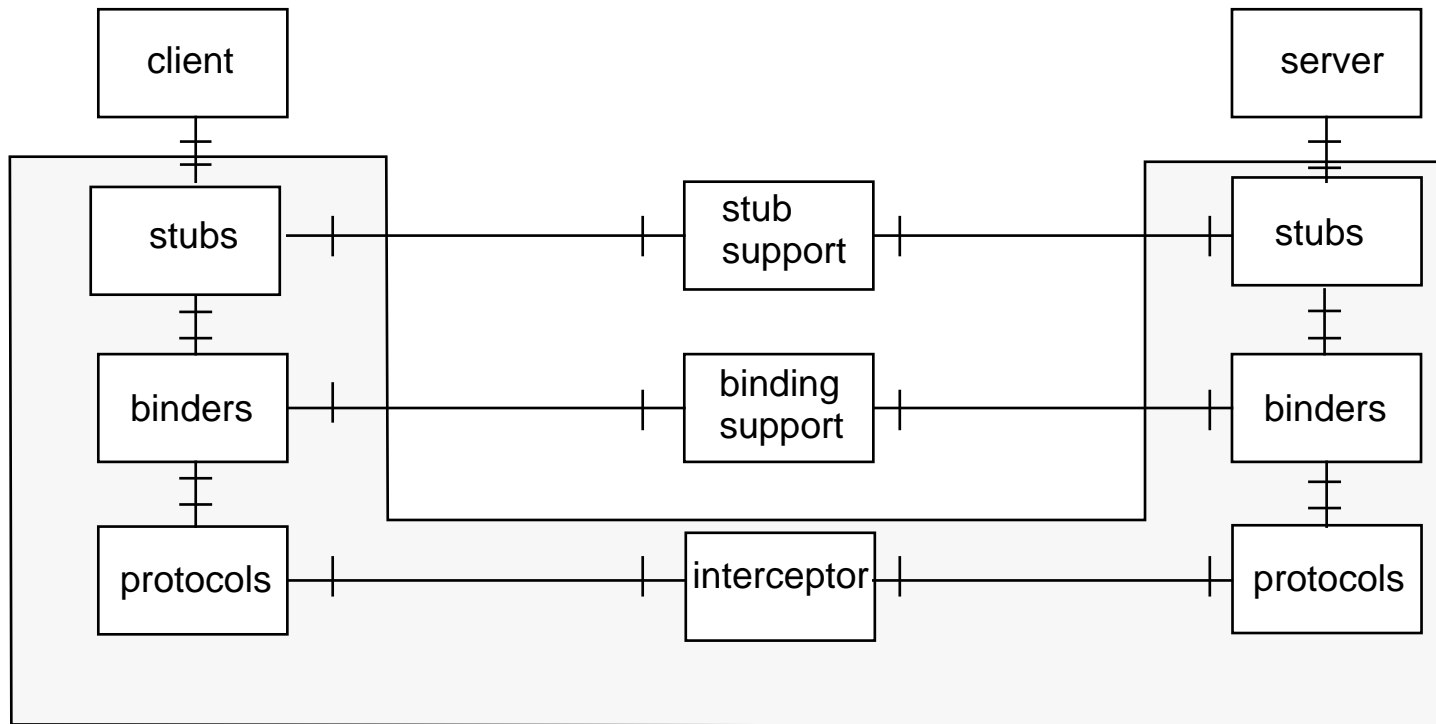 client
server
stubs
stub
support
stubs
binders
binding
support
binders
protocols
interceptor
protocols